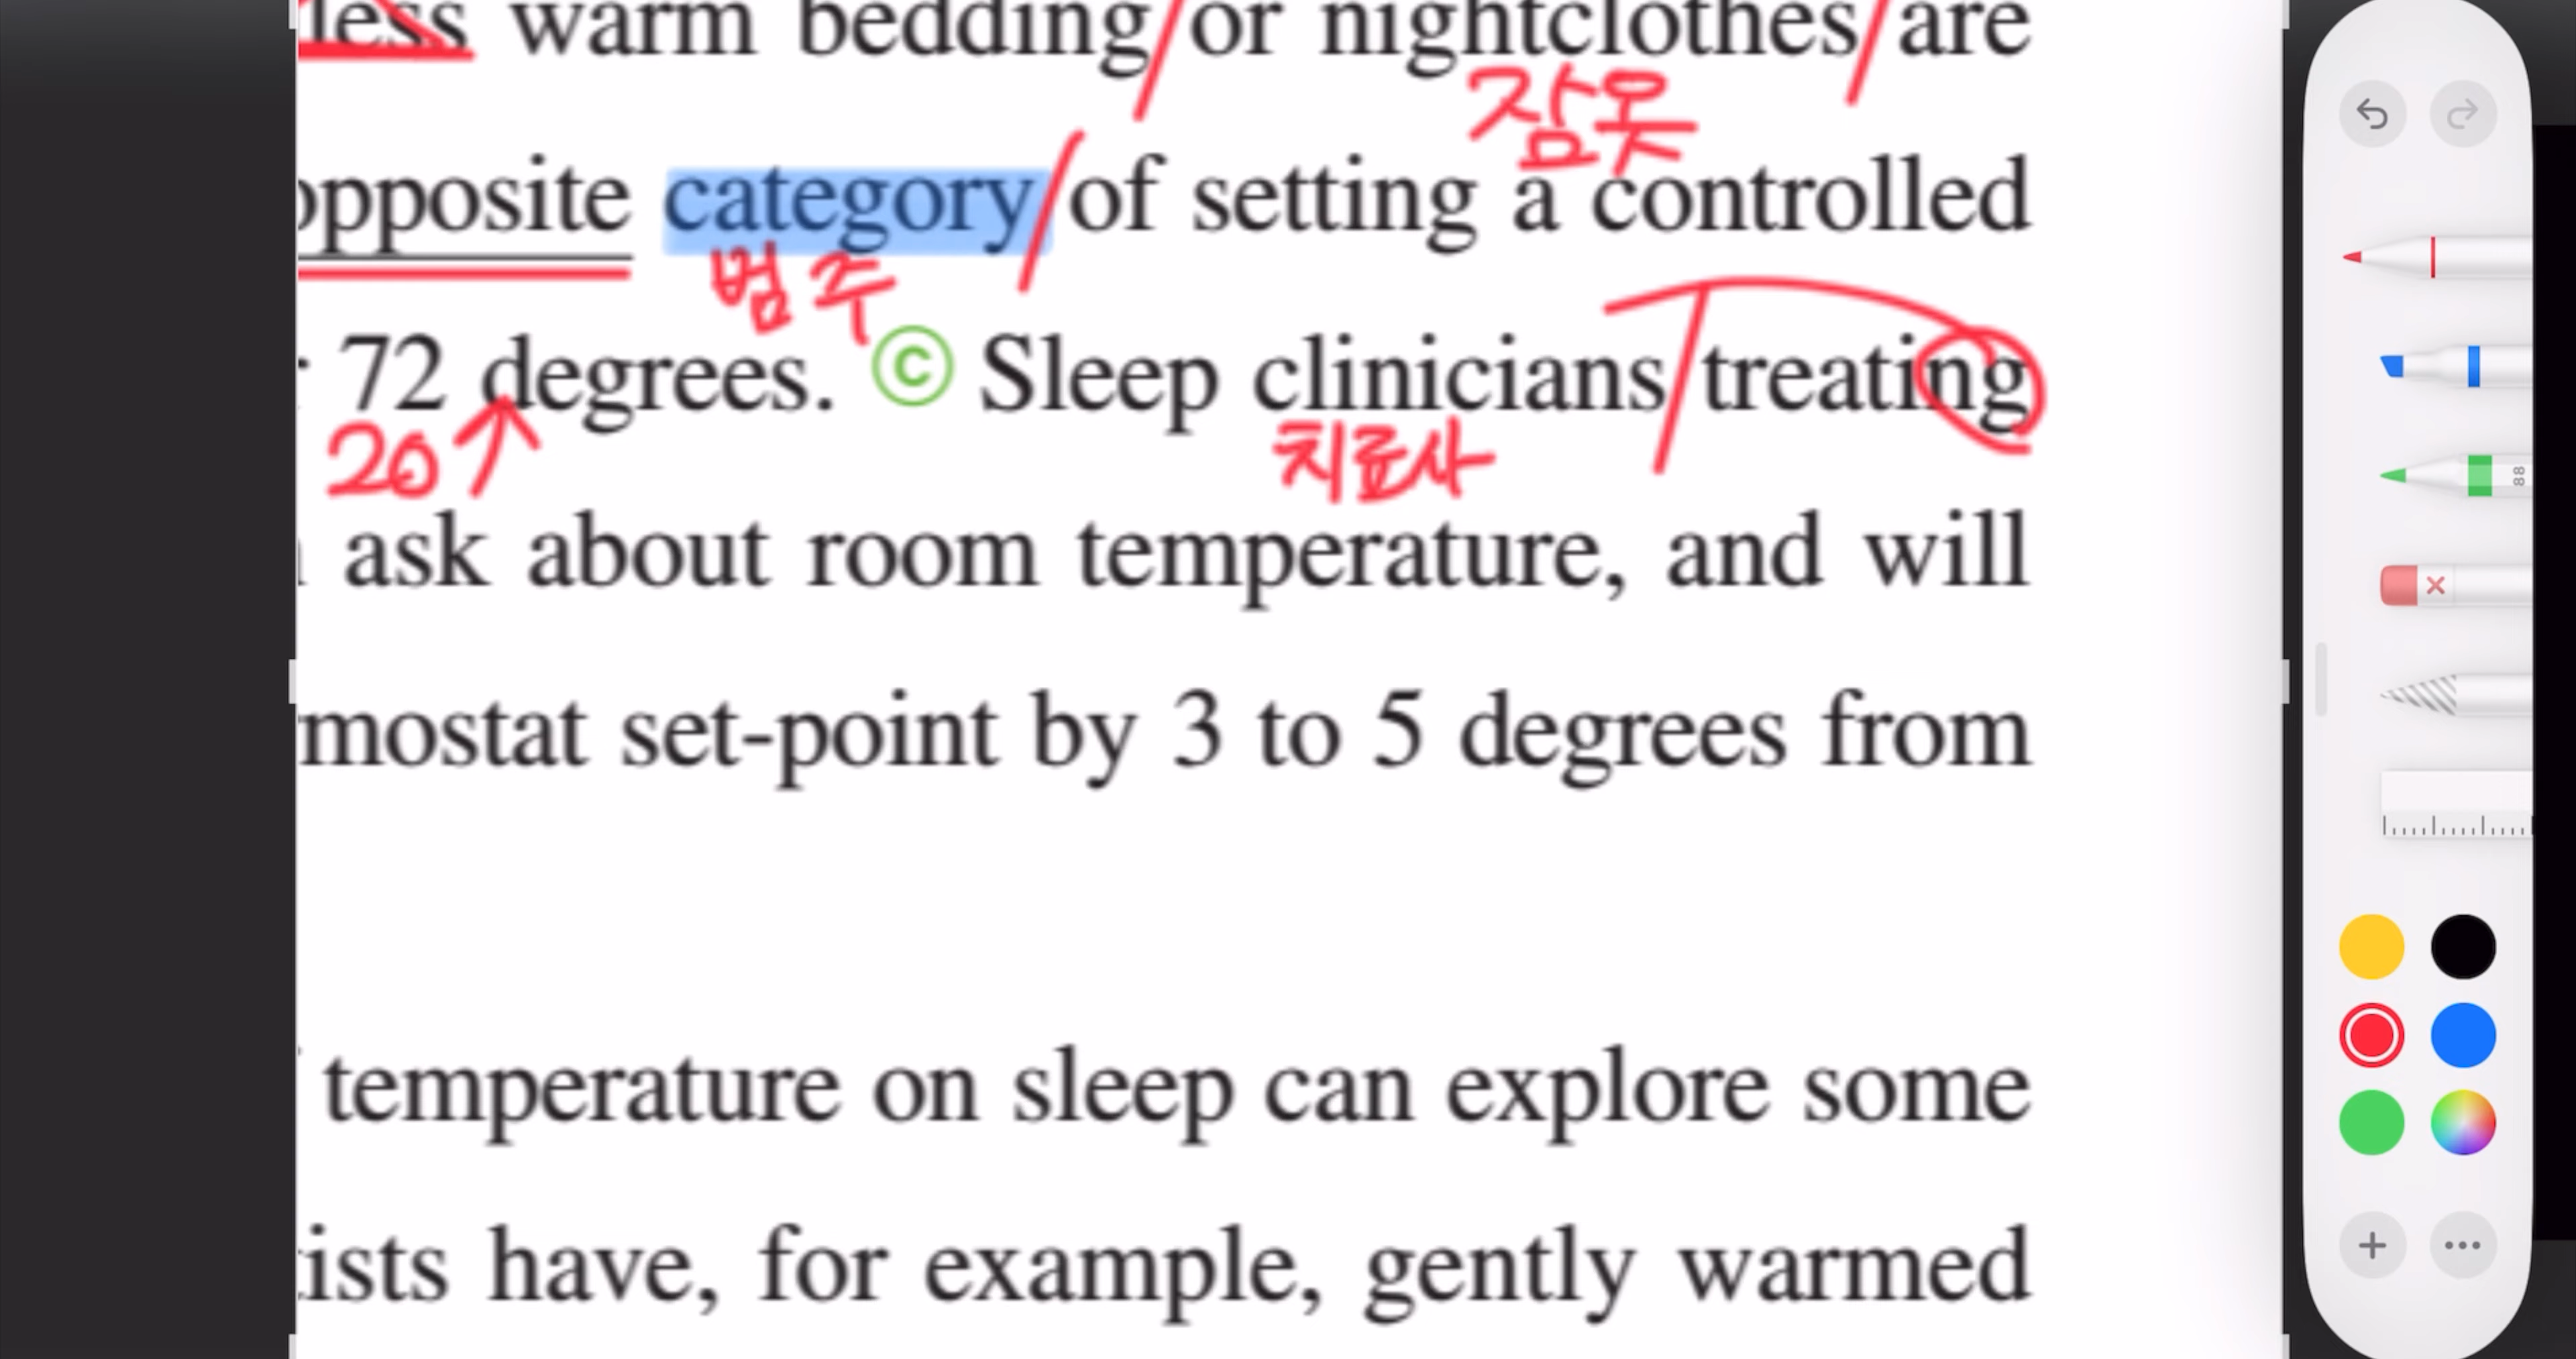 less warm bedding or nightclothes are
잠옷
opposite category of setting a controlled
범주
72 degrees. ⓒ Sleep clinicians treating
20 치료사
ask about room temperature, and will
mostat set-point by 3 to 5 degrees from
temperature on sleep can explore some
ists have, for example, gently warmed
88